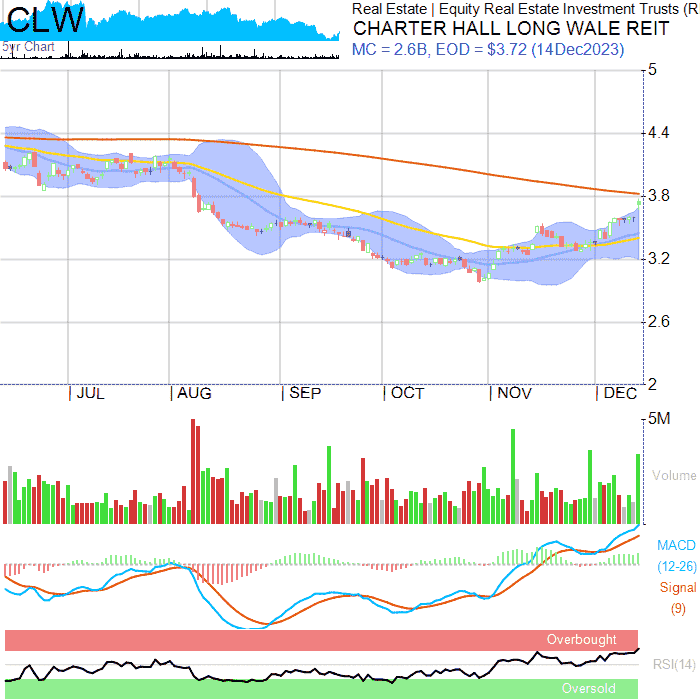 CLW
5yr Chart
Real Estate | Equity Real Estate Investment Trusts (R
CHARTER HALL LONG WALE REIT
MC = 2.6B, EOD = $3.72 (14Dec2023)
5
4.4
3.8
3.2
2.6
2
JUL AUG SEP OCT NOV DEC
5M
Volume
MACD
(12-26)
Signal
(9)
Overbought
RSI(14)
Oversold